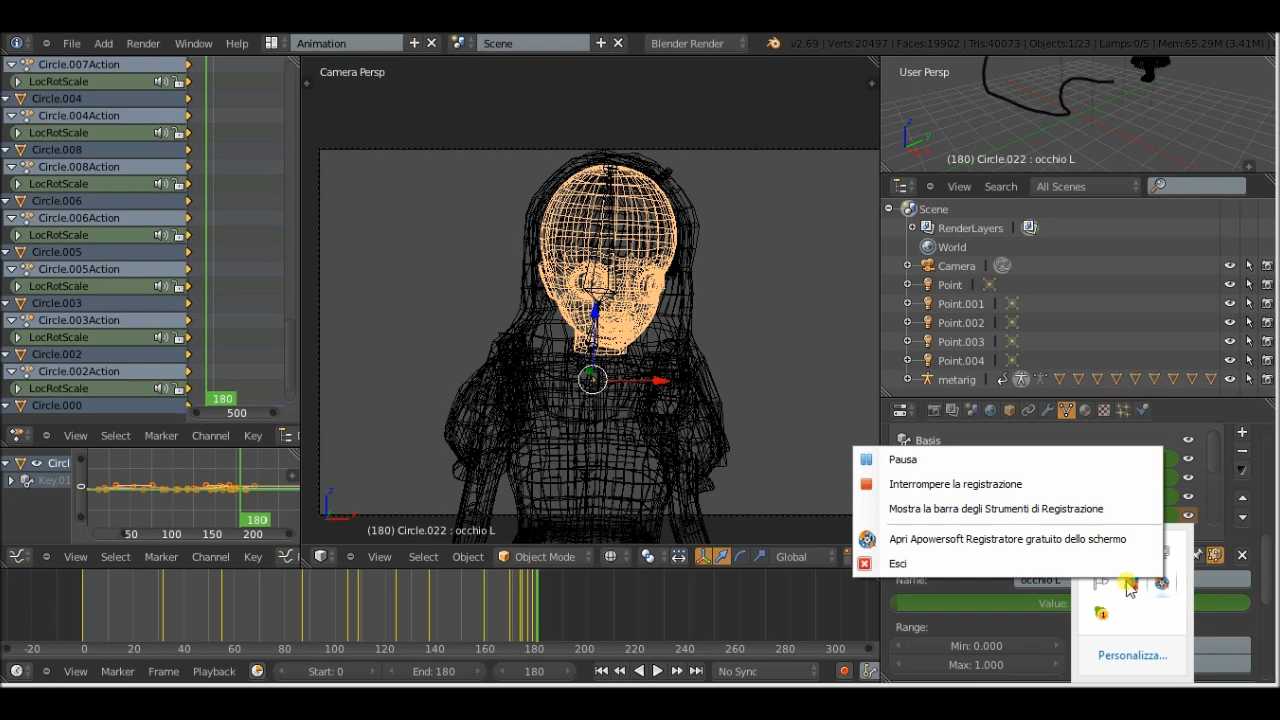 File Add Render Window Help Animation Scene Blender Render v2.69 | Verts:20497 | Faces:19902 | Tris:40073 | Objects:1/23 | Lamps:0/5 | Mem:65.29M (3.41M)
Circle.007Action
LocRotScale
Circle.004
Circle.004Action
LocRotScale
Circle.008
Circle.008Action
LocRotScale
Circle.006
Circle.006Action
LocRotScale
Circle.005
Circle.005Action
LocRotScale
Circle.003
Circle.003Action
LocRotScale
Circle.002
Circle.002Action
LocRotScale
Circle.000
180
500
View Select Marker Channel Key
Circl
Key.01
0
180
50 100 150 200
View Select Marker Channel Key
Camera Persp
z
(180) Circle.022 : occhio L
View Select Object Object Mode Global
User Persp
z
y
(180) Circle.022 : occhio L
View Search All Scenes
Scene
RenderLayers |
World
Camera |
Point |
Point.001 |
Point.002 |
Point.003 |
Point.004 |
metarig |
Basis
Pausa
Interrompere la registrazione
Mostra la barra degli Strumenti di Registrazione
Apri Apowersoft Registratore gratuito dello schermo
Esci
Name: occhio L
Value:
Range:
Min: 0.000
Max: 1.000
Personalizza...
-20 0 20 40 60 80 100 120 140 160 180 200 220 240 260 280
View Marker Frame Playback Start: 0 End: 180 180 No Sync